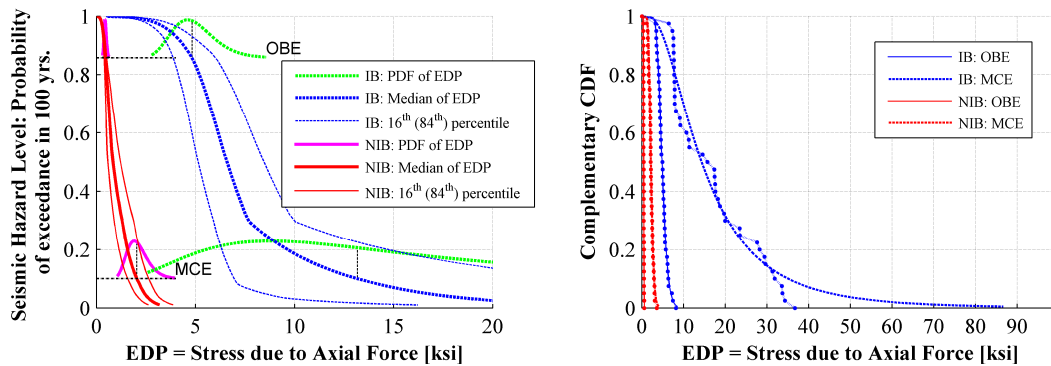 Seismic Hazard Level: Probability
of exceedance in 100 yrs.
1
0.8
0.6
0.4
0.2
0
0
5
10
15
20
EDP = Stress due to Axial Force [ksi]
OBE
MCE
IB: PDF of EDP
IB: Median of EDP
IB: 16th (84th) percentile
NIB: PDF of EDP
NIB: Median of EDP
NIB: 16th (84th) percentile
Complementary CDF
1
0.8
0.6
0.4
0.2
0
0
10
20
30
40
50
60
70
80
90
EDP = Stress due to Axial Force [ksi]
IB: OBE
IB: MCE
NIB: OBE
NIB: MCE